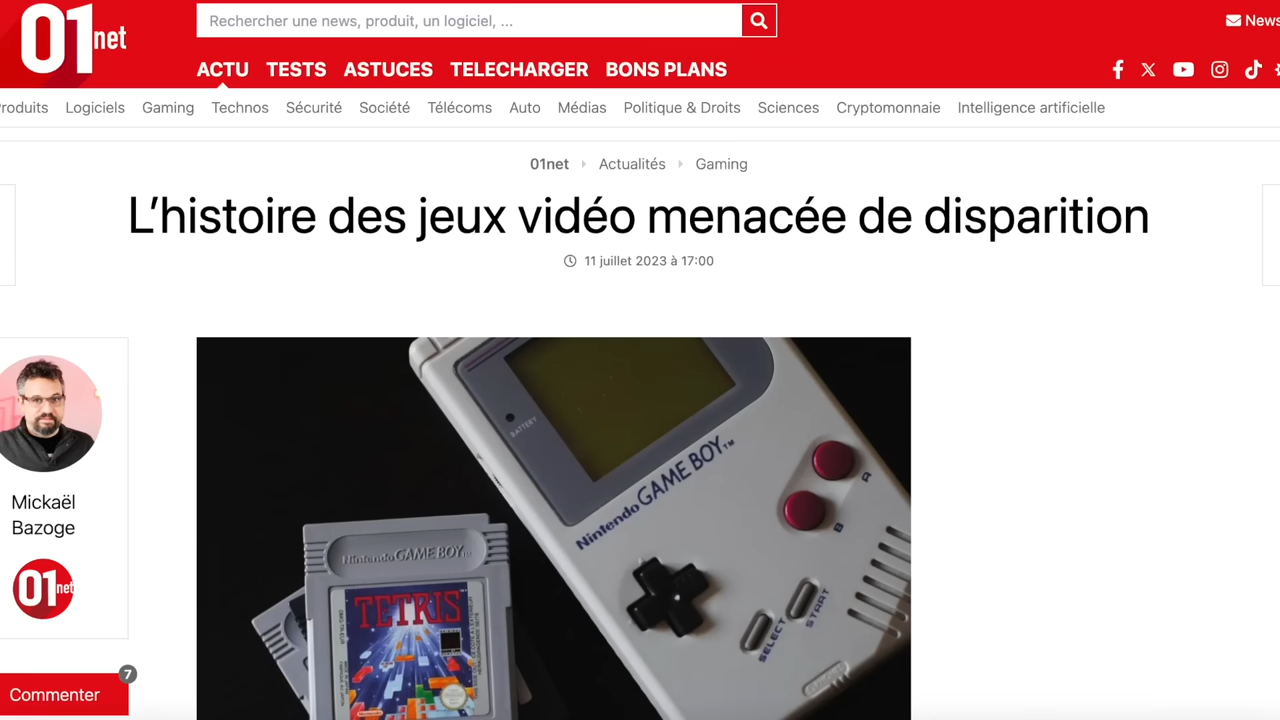 01net
Rechercher une news, produit, un logiciel, ...
News
ACTU TESTS ASTUCES TELECHARGER BONS PLANS
roduits Logiciels Gaming Technos Sécurité Société Télécoms Auto Médias Politique & Droits Sciences Cryptomonnaie Intelligence artificielle
01net Actualités Gaming
L'histoire des jeux vidéo menacée de disparition
11 juillet 2023 à 17:00
Mickaël
Bazoge
01net
7
Commenter
BATTERY
Nintendo GAME BOY TM
A
B
SELECT
START
Nintendo GAME BOY TM
TETRIS